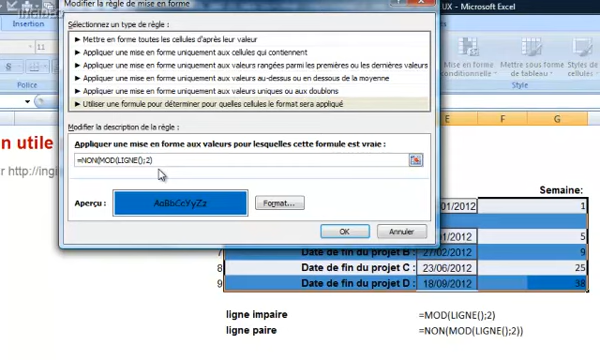 Modifier la règle de mise en forme
UX - Microsoft Excel
Insertion
Sélectionnez un type de règle :
► Mettre en forme toutes les cellules d'après leur valeur
► Appliquer une mise en forme uniquement aux cellules qui contiennent
► Appliquer une mise en forme uniquement aux valeurs rangées parmi les premières ou les dernières valeurs
► Appliquer une mise en forme uniquement aux valeurs au-dessus ou en dessous de la moyenne
► Appliquer une mise en forme uniquement aux valeurs uniques ou aux doublons
► Utiliser une formule pour déterminer pour quelles cellules le format sera appliqué
11
Police
Mise en forme
conditionnelle
Mettre sous forme
de tableau
Modifier la description de la règle :
Appliquer une mise en forme aux valeurs pour lesquelles cette formule est vraie :
=NON(MOD(LIGNE();2)
Aperçu :
AaBbCcYyZz
Format...
OK
Annuler
E F G
n utile
r http://ingi
Semaine:
01/2012 1
01/2012 5
7 Date de fin du projet B : 27/02/2012 9
8 Date de fin du projet C : 23/06/2012 25
9 Date de fin du projet D : 18/09/2012 38
ligne impaire =MOD(LIGNE();2)
ligne paire =NON(MOD(LIGNE();2))